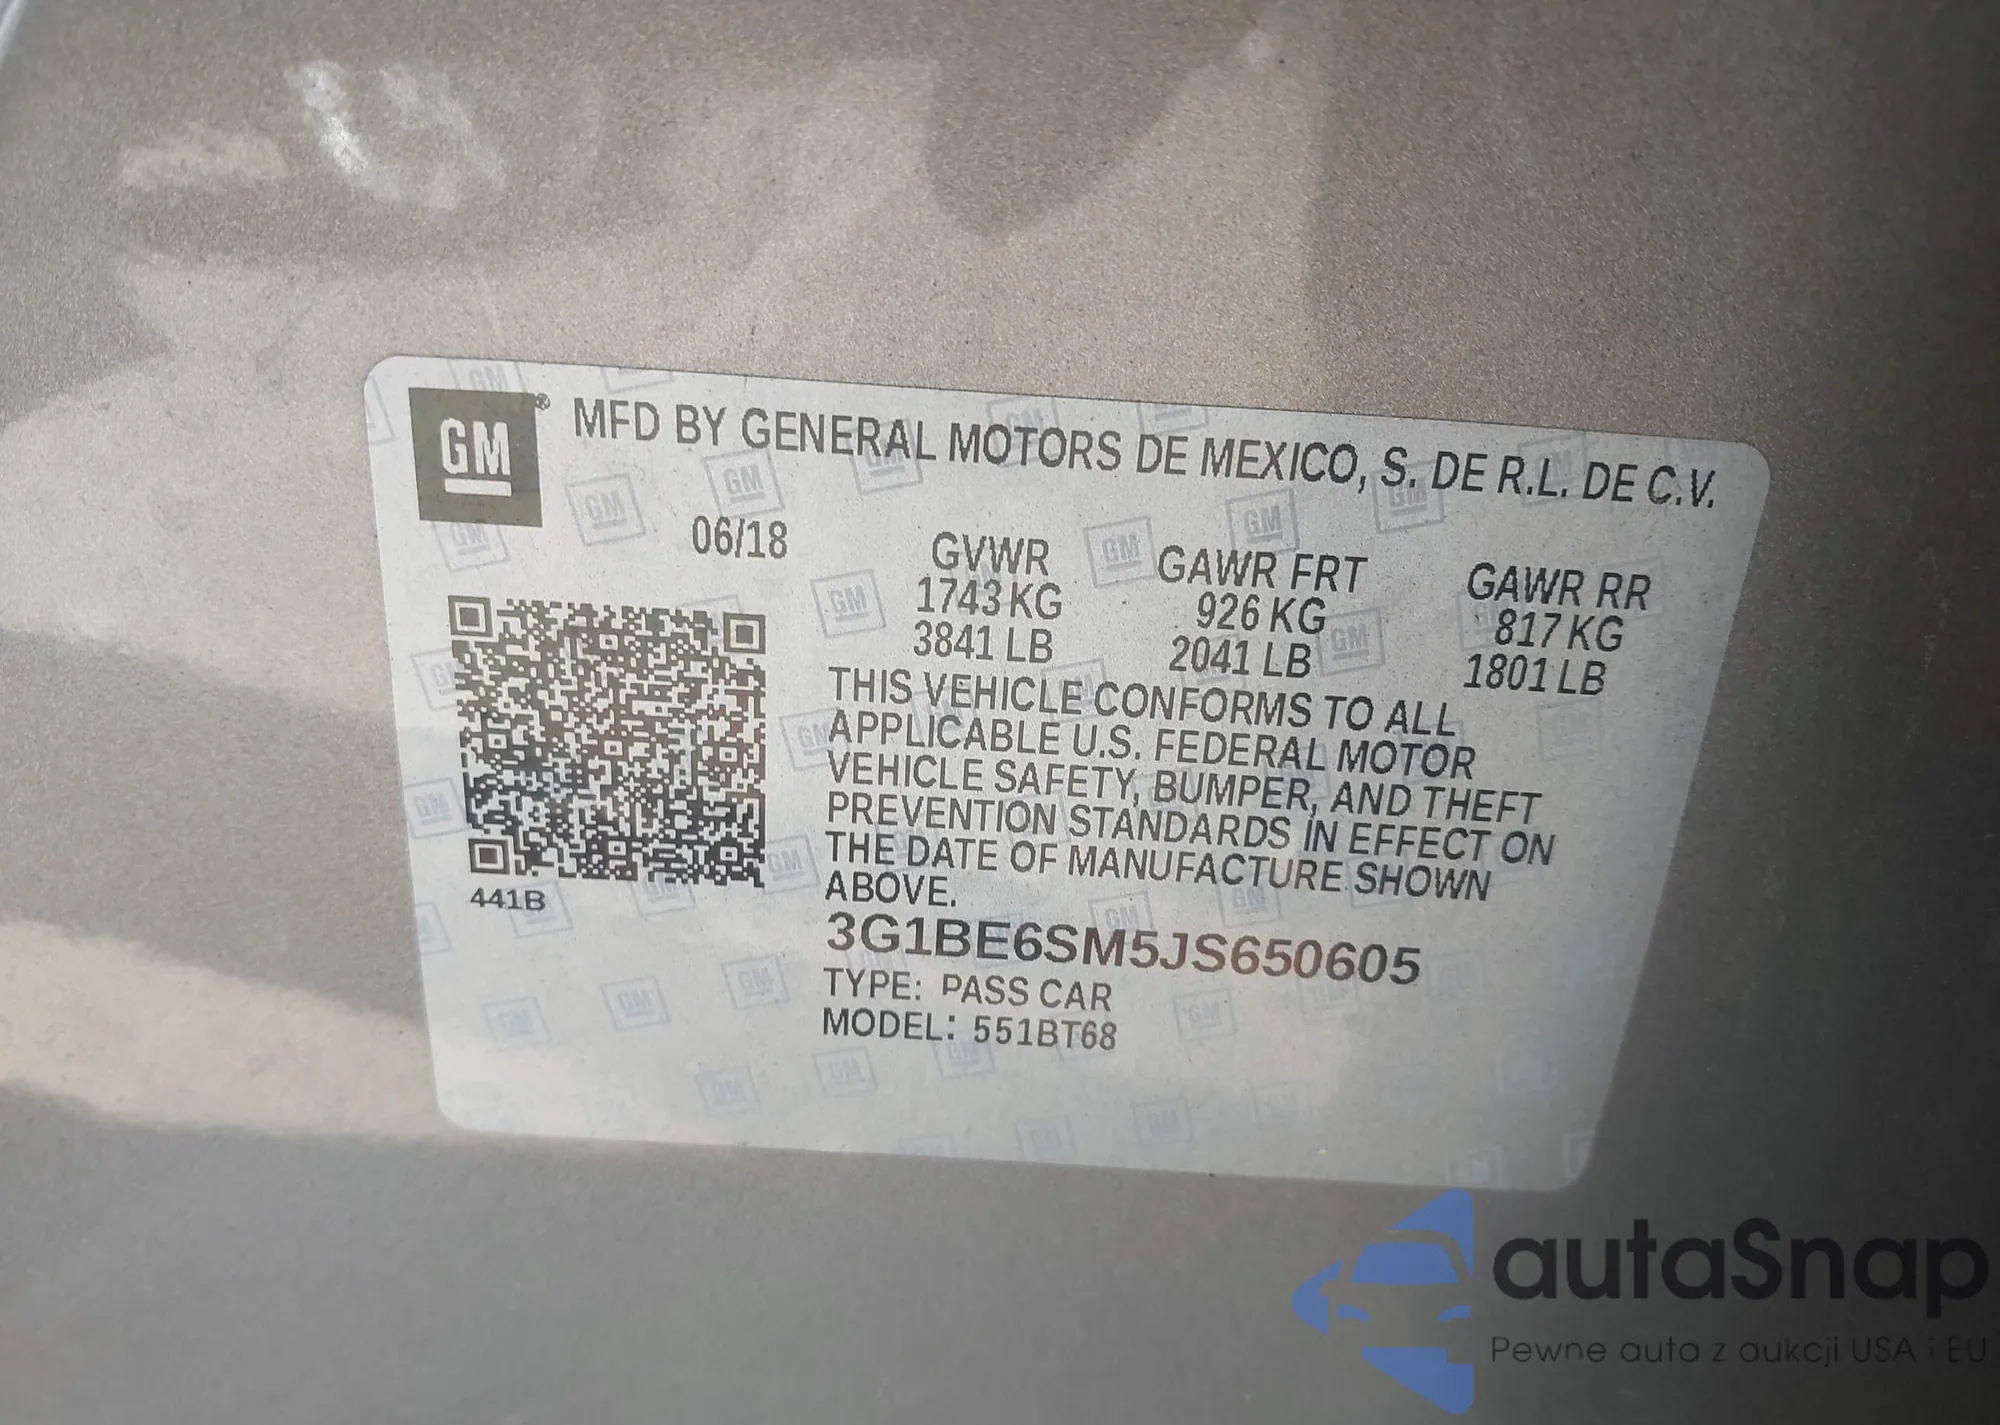 GM® MFD BY GENERAL MOTORS DE MEXICO, S. DE R.L. DE C.V.
06/18
GVWR GAWR FRT GAWR RR
1743 KG 926 KG 817 KG
3841 LB 2041 LB 1801 LB
THIS VEHICLE CONFORMS TO ALL
APPLICABLE U.S. FEDERAL MOTOR
VEHICLE SAFETY, BUMPER, AND THEFT
PREVENTION STANDARDS IN EFFECT ON
THE DATE OF MANUFACTURE SHOWN
ABOVE.
441B
3G1BE6SM5JS650605
TYPE: PASS CAR
MODEL: 551BT68
autaSnap
Pewne auta z aukcji USA i EU